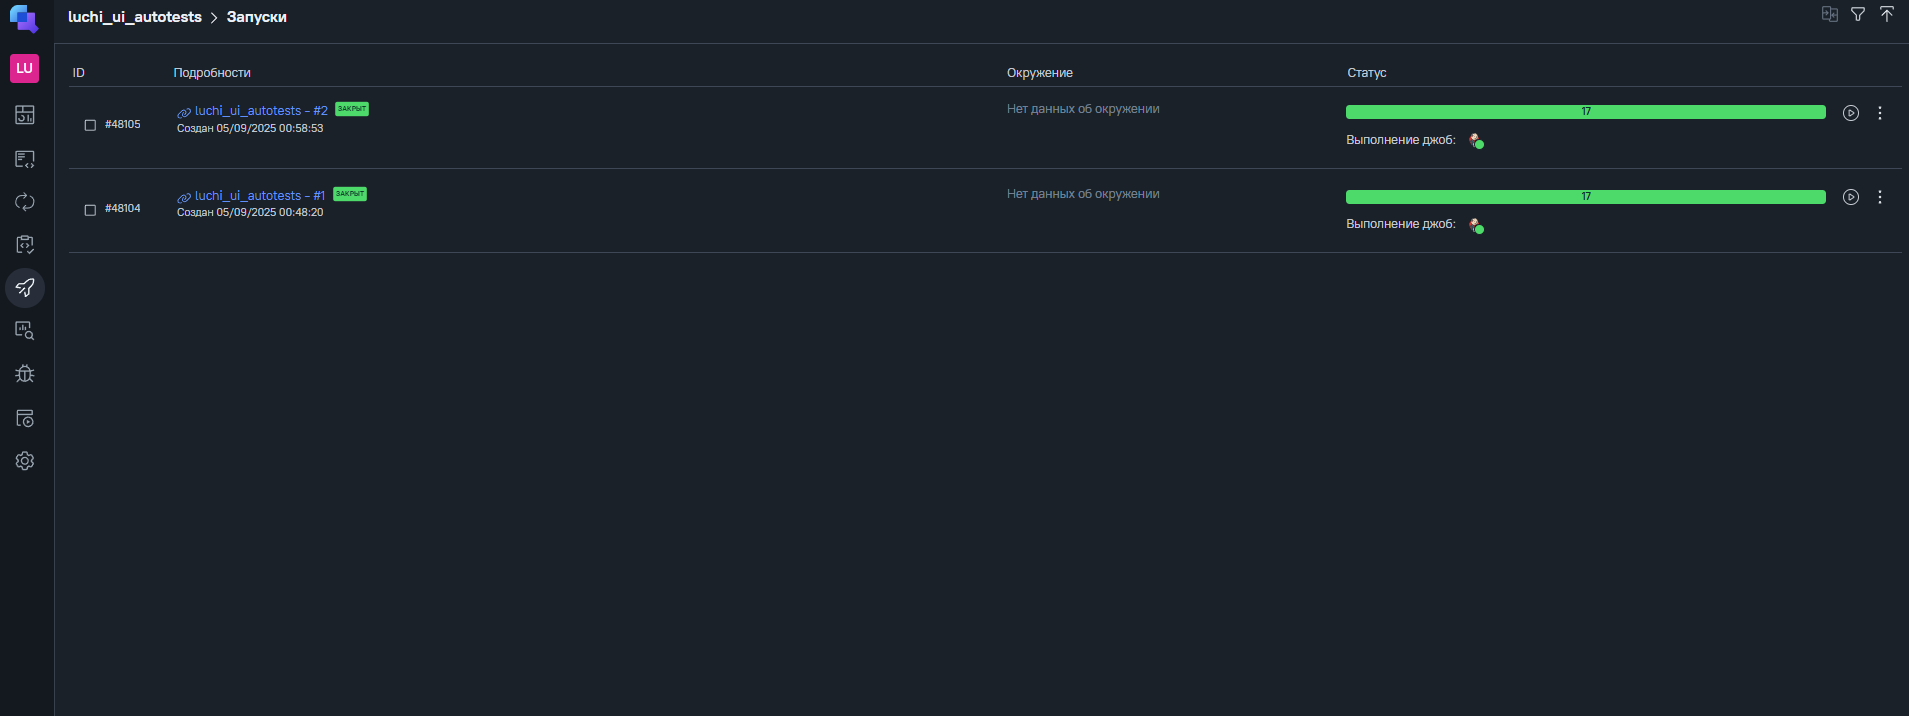 luchi_ui_autotests > Запуски
LU
ID Подробности Окружение Статус
#48105 luchi_ui_autotests - #2 ЗАКРЫТ Нет данных об окружении 17
Создан 05/09/2025 00:58:53 Выполнение джоб:
#48104 luchi_ui_autotests - #1 ЗАКРЫТ Нет данных об окружении 17
Создан 05/09/2025 00:48:20 Выполнение джоб: